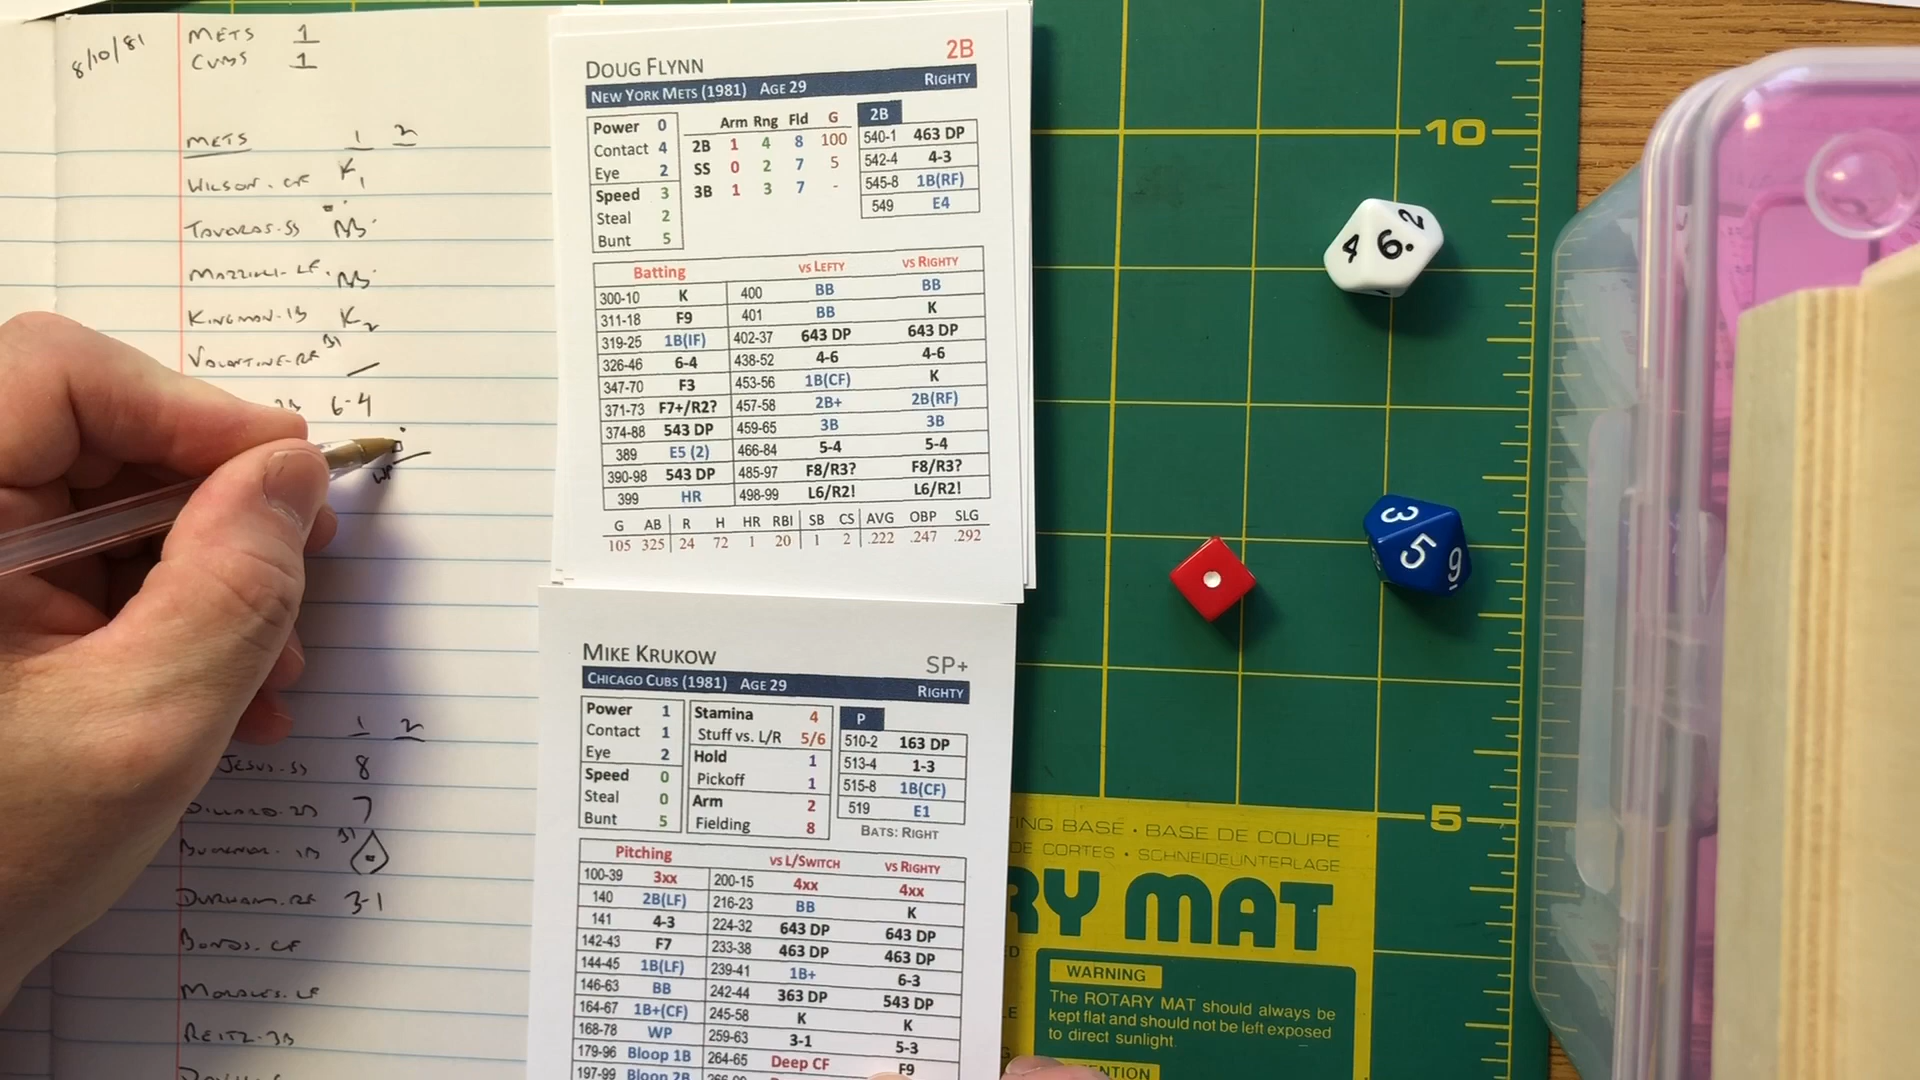 8/10/81
METS 1
CUBS 1
METS 1 2
WILSON. CF K1
TAVERAS-SS
MAZZILLI-LF.
KINGMAN-1B K2
VALENTINE-RF
6-4
WP
1 2
JESUS-SS 8
DILLARD-2B 7
BUCKNER-1B
DURHAM.RF 3-1
BONDS.CF
MORALES.LF
REITZ-3B
DOUG FLYNN 2B
NEW YORK METS (1981) AGE 29 RIGHTY
Power 0
Contact 4
Eye 2
Speed 3
Steal 2
Bunt 5
Arm Rng Fld G
2B 1 4 8 100
SS 0 2 7 5
3B 1 3 7 -
2B
540-1 463 DP
542-4 4-3
545-8 1B(RF)
549 E4
Batting VS LEFTY VS RIGHTY
300-10 K 400 BB BB
311-18 F9 401 BB K
319-25 1B(IF) 402-37 643 DP 643 DP
326-46 6-4 438-52 4-6 4-6
347-70 F3 453-56 1B(CF) K
371-73 F7+/R2? 457-58 2B+ 2B(RF)
374-88 543 DP 459-65 3B 3B
389 E5 (2) 466-84 5-4 5-4
390-98 543 DP 485-97 F8/R3? F8/R3?
399 HR 498-99 L6/R2! L6/R2!
G AB R H HR RBI SB CS AVG OBP SLG
105 325 24 72 1 20 1 2 .222 .247 .292
MIKE KRUKOW SP+
CHICAGO CUBS (1981) AGE 29 RIGHTY
Power 1
Contact 1
Eye 2
Speed 0
Steal 0
Bunt 5
Stamina 4
Stuff vs. L/R 5/6
Hold 1
Pickoff 1
Arm 2
Fielding 8
P
510-2 163 DP
513-4 1-3
515-8 1B(CF)
519 E1
BATS: RIGHT
Pitching VS L/SWITCH VS RIGHTY
100-39 3xx 200-15 4xx 4xx
140 2B(LF) 216-23 BB K
141 4-3 224-32 643 DP 643 DP
142-43 F7 233-38 463 DP 463 DP
144-45 1B(LF) 239-41 1B+ 6-3
146-63 BB 242-44 363 DP 543 DP
164-67 1B+(CF) 245-58 K K
168-78 WP 259-63 3-1 5-3
179-96 Bloop 1B 264-65 Deep CF F9
197-99 Bloop 2B
4 6. 2
3 5 9
10
5
TING BASE • BASE DE COUPE
DE CORTES • SCHNEIDEUNTERLAGE
RY MAT
WARNING
The ROTARY MAT should always be
kept flat and should not be left exposed
to direct sunlight.